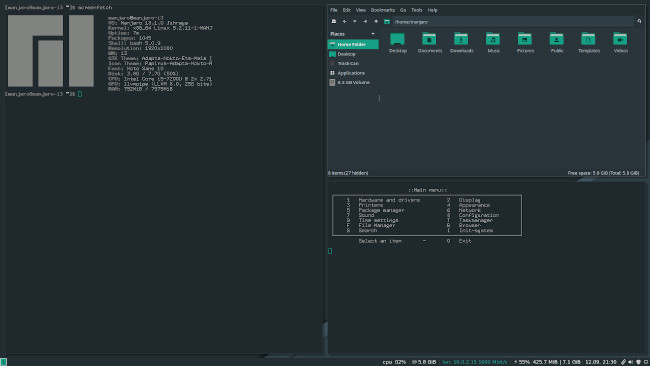 [manjaro@manjaro-i3 ~]$ screenfetch
manjaro@manjaro-i3
OS: Manjaro 18.1.0 Juhraya
Kernel: x86_64 Linux 5.2.11-1-MANJ
Uptime: 7m
Packages: 1045
Shell: bash 5.0.9
Resolution: 1920x1080
WM: i3
GTK Theme: Adapta-Nokto-Eta-Maia [
Icon Theme: Papirus-Adapta-Nokto-M
Font: Noto Sans 10
Disk: 3.9G / 7.7G (50%)
CPU: Intel Core i5-7200U @ 2x 2.71
GPU: llvmpipe (LLVM 8.0, 256 bits)
RAM: 792MiB / 7979MiB
[manjaro@manjaro-i3 ~]$
File Edit View Bookmarks Go Tools Help
/home/manjaro
Places
Home Folder
Desktop
Trash Can
Applications
8.3 GB Volume
Desktop Documents Downloads Music Pictures Public Templates Videos
8 items (27 hidden) Free space: 5.8 GiB (Total: 5.8 GiB)
::Main menu::
1 Hardware and drivers 2 Display
3 Printers 4 Appearance
5 Package manager 6 Network
7 Sound 8 Configuration
9 Time settings T Taskmanager
F File Manager B Browser
S Search I Init-system
Select an item - 0 Exit
cpu 02% 5.8 GiB 10.0.2.15 1000 Mbit/s 55% 425.7 MiB | 7.1 GiF 12.09. 21:30